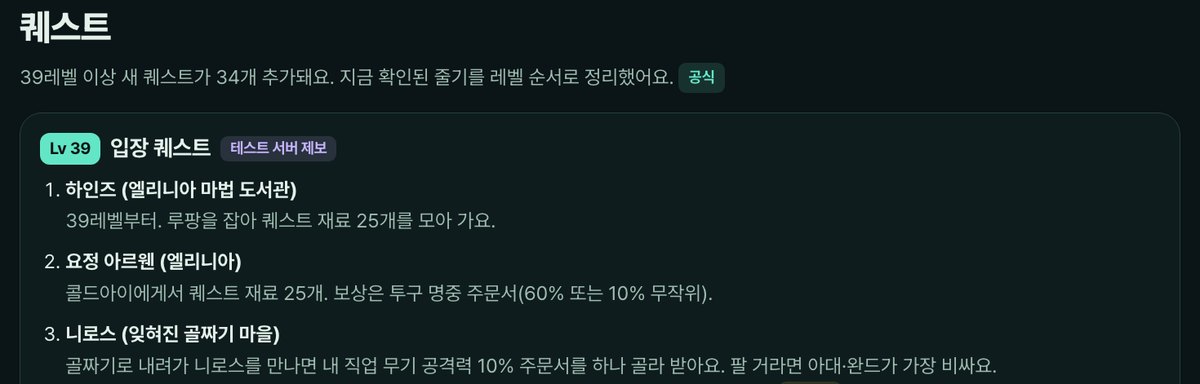 퀘스트
39레벨 이상 새 퀘스트가 34개 추가돼요. 지금 확인된 줄기를 레벨 순서로 정리했어요. 공식
Lv 39 입장 퀘스트 테스트 서버 제보
1. 하인즈 (엘리니아 마법 도서관)
39레벨부터. 루팡을 잡아 퀘스트 재료 25개를 모아 가요.
2. 요정 아르웬 (엘리니아)
콜드아이에게서 퀘스트 재료 25개. 보상은 투구 명중 주문서(60% 또는 10% 무작위).
3. 니로스 (잊혀진 골짜기 마을)
골짜기로 내려가 니로스를 만나면 내 직업 무기 공격력 10% 주문서를 하나 골라 받아요. 팔 거라면 아대·완드가 가장 비싸요.